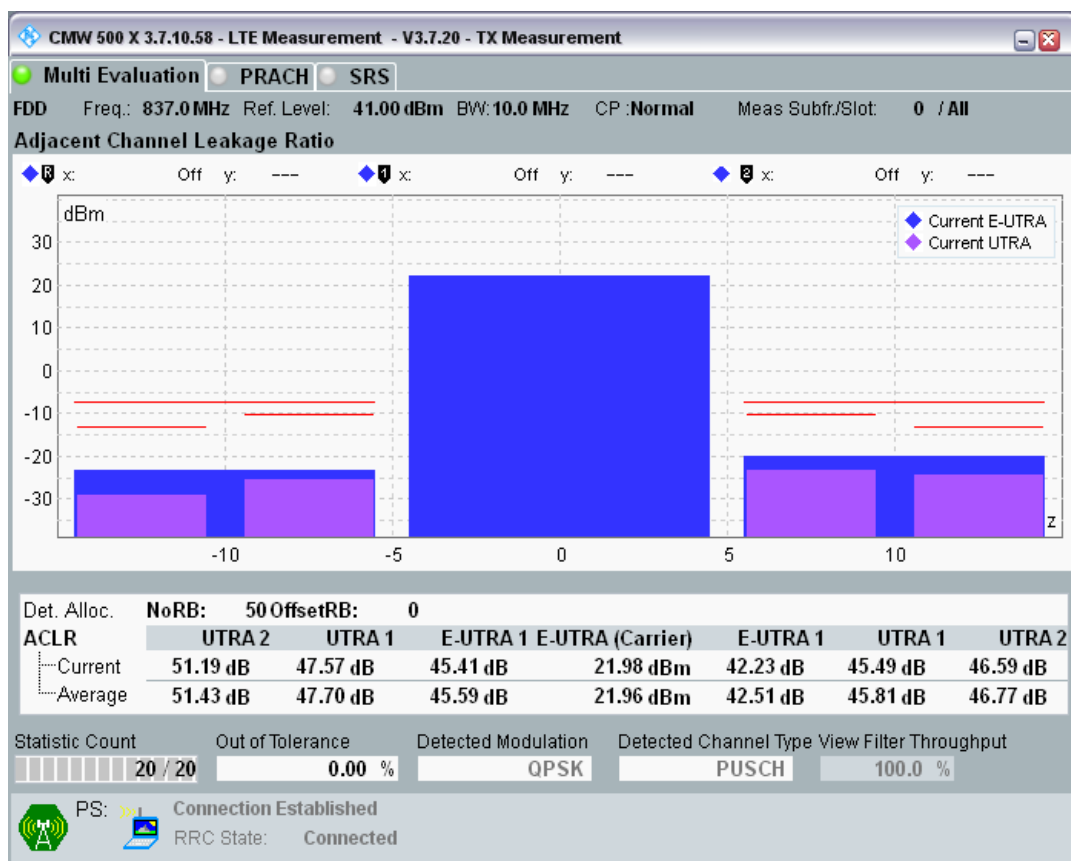 CMW 500 X 3.7.10.58 - LTE Measurement - V3.7.20 - TX Measurement
Multi Evaluation PRACH SRS
FDD Freq.: 837.0 MHz Ref. Level: 41.00 dBm BW: 10.0 MHz CP :Normal Meas Subfr./Slot: 0 / All
Adjacent Channel Leakage Ratio
R x: Off y: --- 1 x: Off y: --- 2 x: Off y: ---
dBm
Current E-UTRA
Current UTRA
30
20
10
0
-10
-20
-30
z
-10 -5 0 5 10
Det. Alloc. NoRB: 50 OffsetRB: 0
ACLR UTRA 2 UTRA 1 E-UTRA 1 E-UTRA (Carrier) E-UTRA 1 UTRA 1 UTRA 2
Current 51.19 dB 47.57 dB 45.41 dB 21.98 dBm 42.23 dB 45.49 dB 46.59 dB
Average 51.43 dB 47.70 dB 45.59 dB 21.96 dBm 42.51 dB 45.81 dB 46.77 dB
Statistic Count Out of Tolerance Detected Modulation Detected Channel Type View Filter Throughput
20 / 20 0.00 % QPSK PUSCH 100.0 %
PS: Connection Established
RRC State: Connected